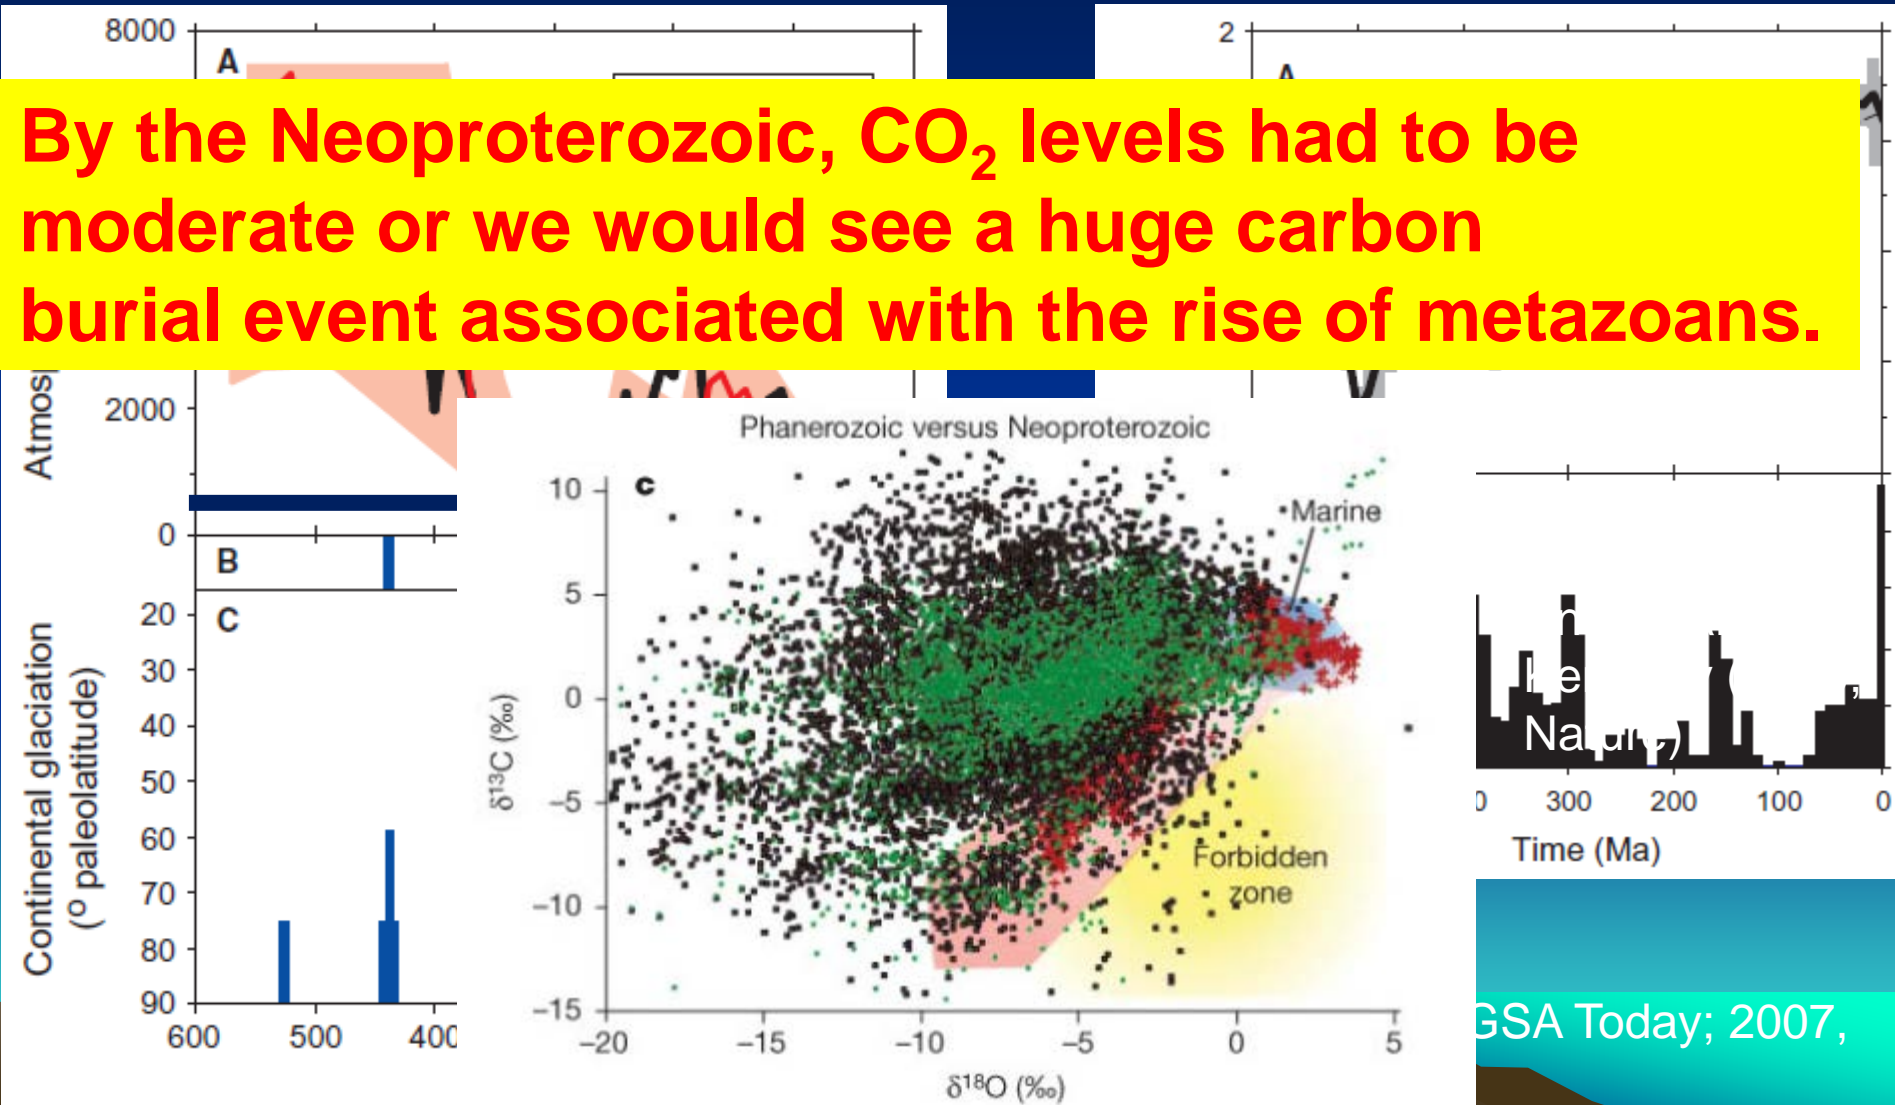 8000
A
2
A
By the Neoproterozoic, CO₂ levels had to be
moderate or we would see a huge carbon
burial event associated with the rise of metazoans.
2000
0
B
C
20
30
40
50
60
70
80
90
Continental glaciation
(° paleolatitude)
600
500
400
Phanerozoic versus Neoproterozoic
c
10
5
0
–5
–10
–15
δ¹³C (‰)
Marine
Forbidden
zone
–20
–15
–10
–5
0
5
δ¹⁸O (‰)
Nature)
0
300
200
100
0
Time (Ma)
GSA Today; 2007,